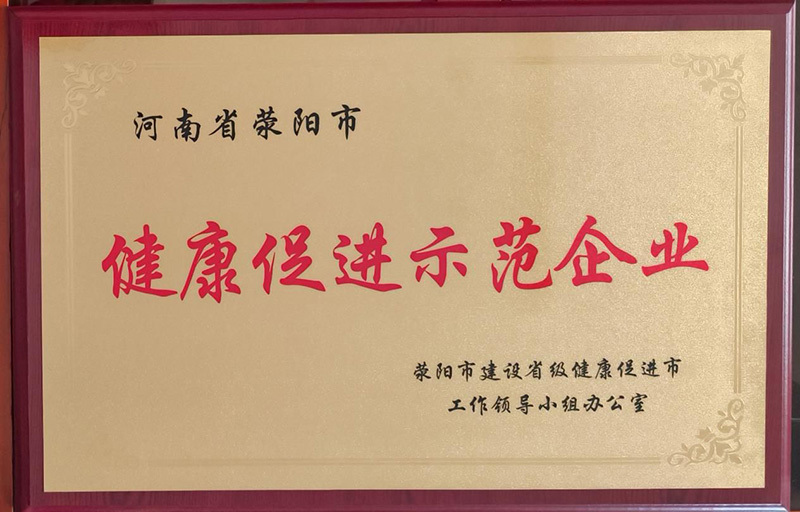 河南省荥阳市
健康促进示范企业
荥阳市建设省级健康促进市
工作领导小组办公室